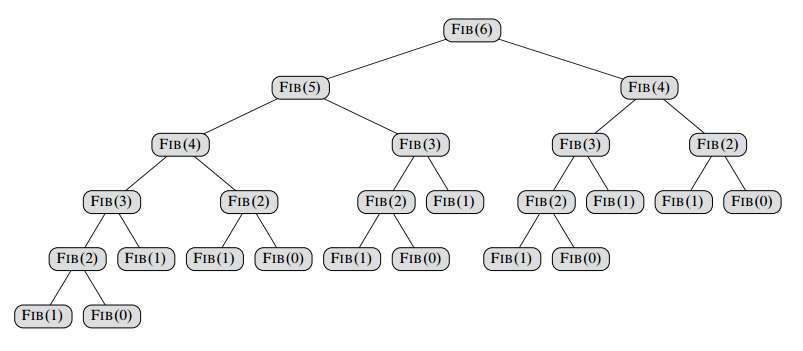 FIB(6)
FIB(5) FIB(4)
FIB(4) FIB(3) FIB(3) FIB(2)
FIB(3) FIB(2) FIB(2) FIB(1) FIB(2) FIB(1) FIB(1) FIB(0)
FIB(2) FIB(1) FIB(1) FIB(0) FIB(1) FIB(0) FIB(1) FIB(0)
FIB(1) FIB(0)